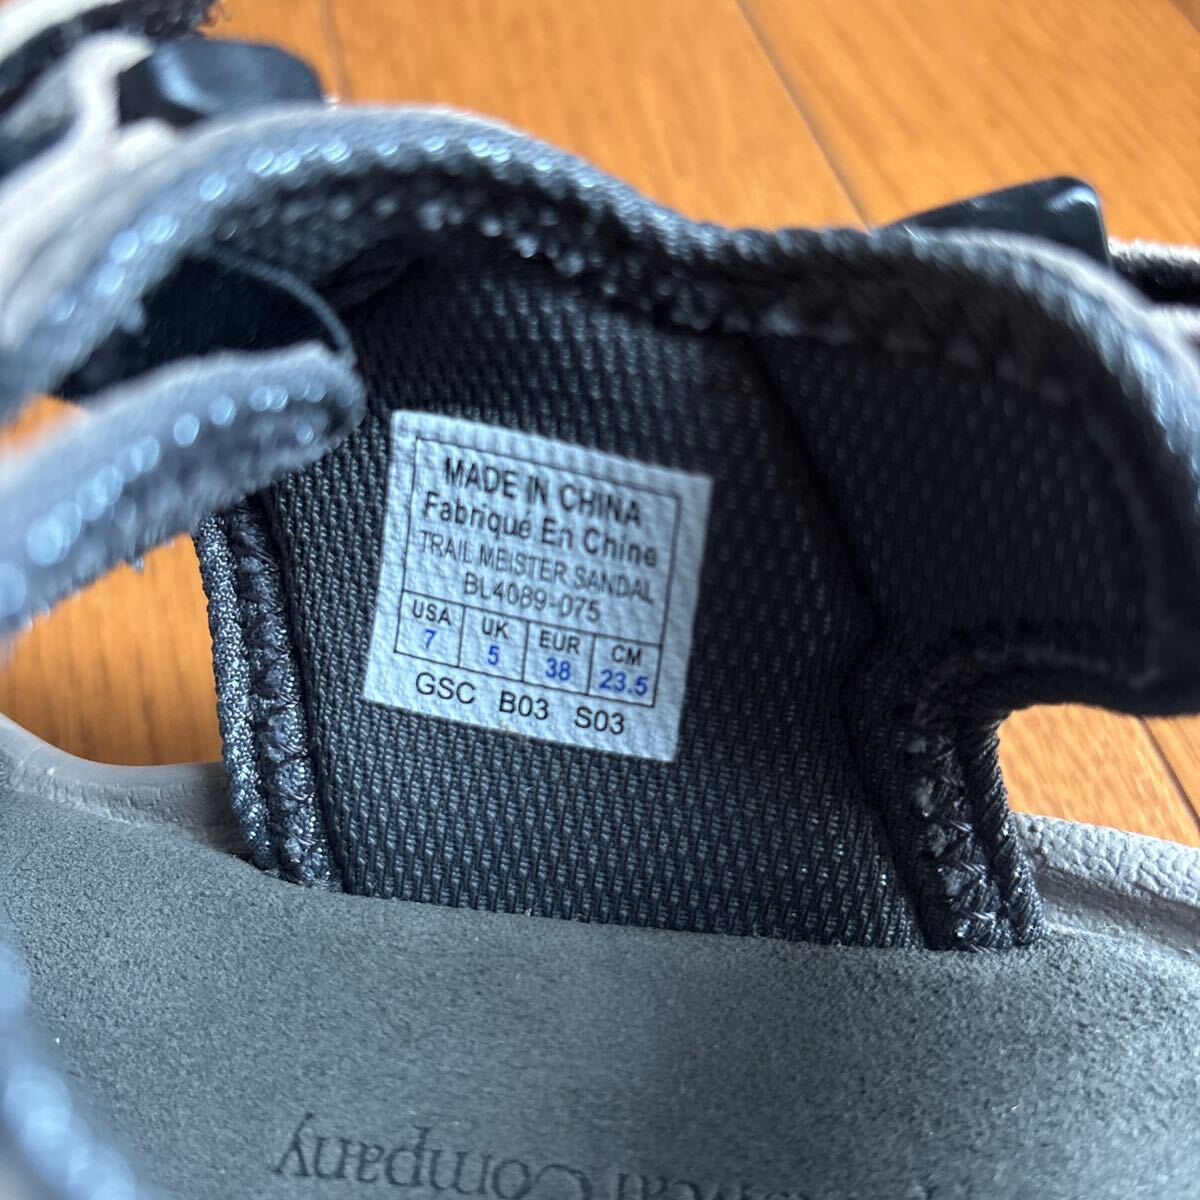 MADE IN CHINA
Fabriqué En Chine
TRAIL MEISTER SANDAL
BL4089-075
USA UK EUR CM
7 5 38 23.5
GSC B03 S03
Company